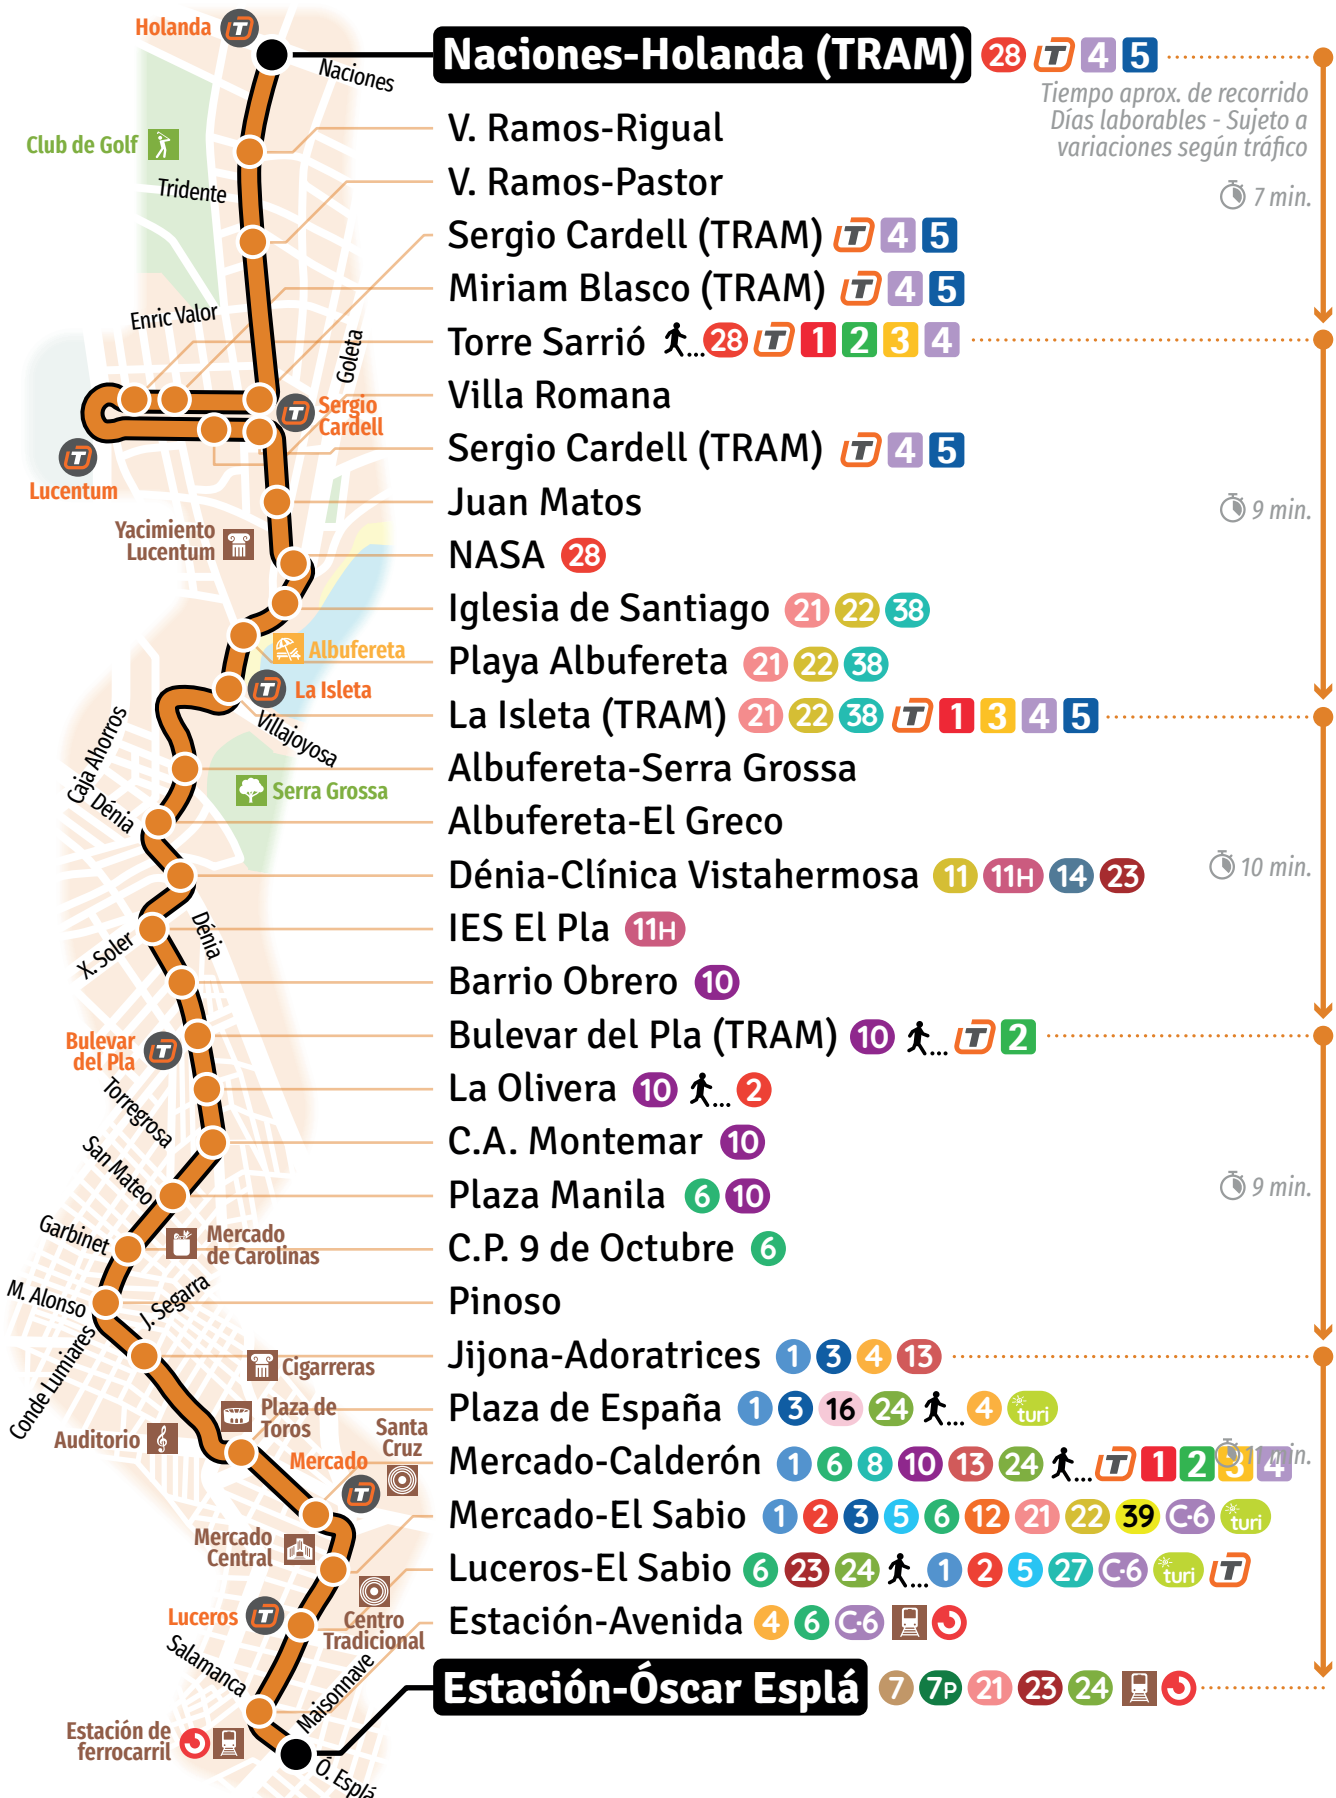 Holanda
Naciones
Naciones-Holanda (TRAM) 28 T 4 5
Tiempo aprox. de recorrido
Días laborables - Sujeto a
variaciones según tráfico
Club de Golf
V. Ramos-Rigual
Tridente
V. Ramos-Pastor
7 min.
Sergio Cardell (TRAM) T 4 5
Miriam Blasco (TRAM) T 4 5
Enric Valor
Goleta
Torre Sarrió ... 28 T 1 2 3 4
Villa Romana
Sergio
Cardell
Sergio Cardell (TRAM) T 4 5
Lucentum
Juan Matos
9 min.
Yacimiento
Lucentum
NASA 28
Iglesia de Santiago 21 22 38
Albufereta
Playa Albufereta 21 22 38
La Isleta
La Isleta (TRAM) 21 22 38 T 1 3 4 5
Villajoyosa
Caja Ahorros
Albufereta-Serra Grossa
Serra Grossa
Dénia
Albufereta-El Greco
Dénia-Clínica Vistahermosa 11 11H 14 23
10 min.
Dénia
X. Soler
IES El Pla 11H
Barrio Obrero 10
Bulevar
del Pla
Bulevar del Pla (TRAM) 10 ... T 2
La Olivera 10 ... 2
Torregrosa
C.A. Montemar 10
San Mateo
Plaza Manila 6 10
9 min.
Garbinet
Mercado
de Carolinas
C.P. 9 de Octubre 6
M. Alonso
J. Segarra
Pinoso
Conde Lumiares
Cigarreras
Jijona-Adoratrices 1 3 4 13
Plaza de
Toros
Plaza de España 1 3 16 24 ... 4 turi
Auditorio
Santa
Cruz
Mercado
Mercado-Calderón 1 6 8 10 13 24 ... T 1 2 3 4
11 min.
Mercado-El Sabio 1 2 3 5 6 12 21 22 39 C-6 turi
Mercado
Central
Luceros-El Sabio 6 23 24 ... 1 2 5 27 C-6 turi T
Luceros
Centro
Tradicional
Estación-Avenida 4 6 C-6
Salamanca
Maisonnave
Estación-Óscar Esplá 7 7P 21 23 24
Estación de
ferrocarril
Ó. Esplá